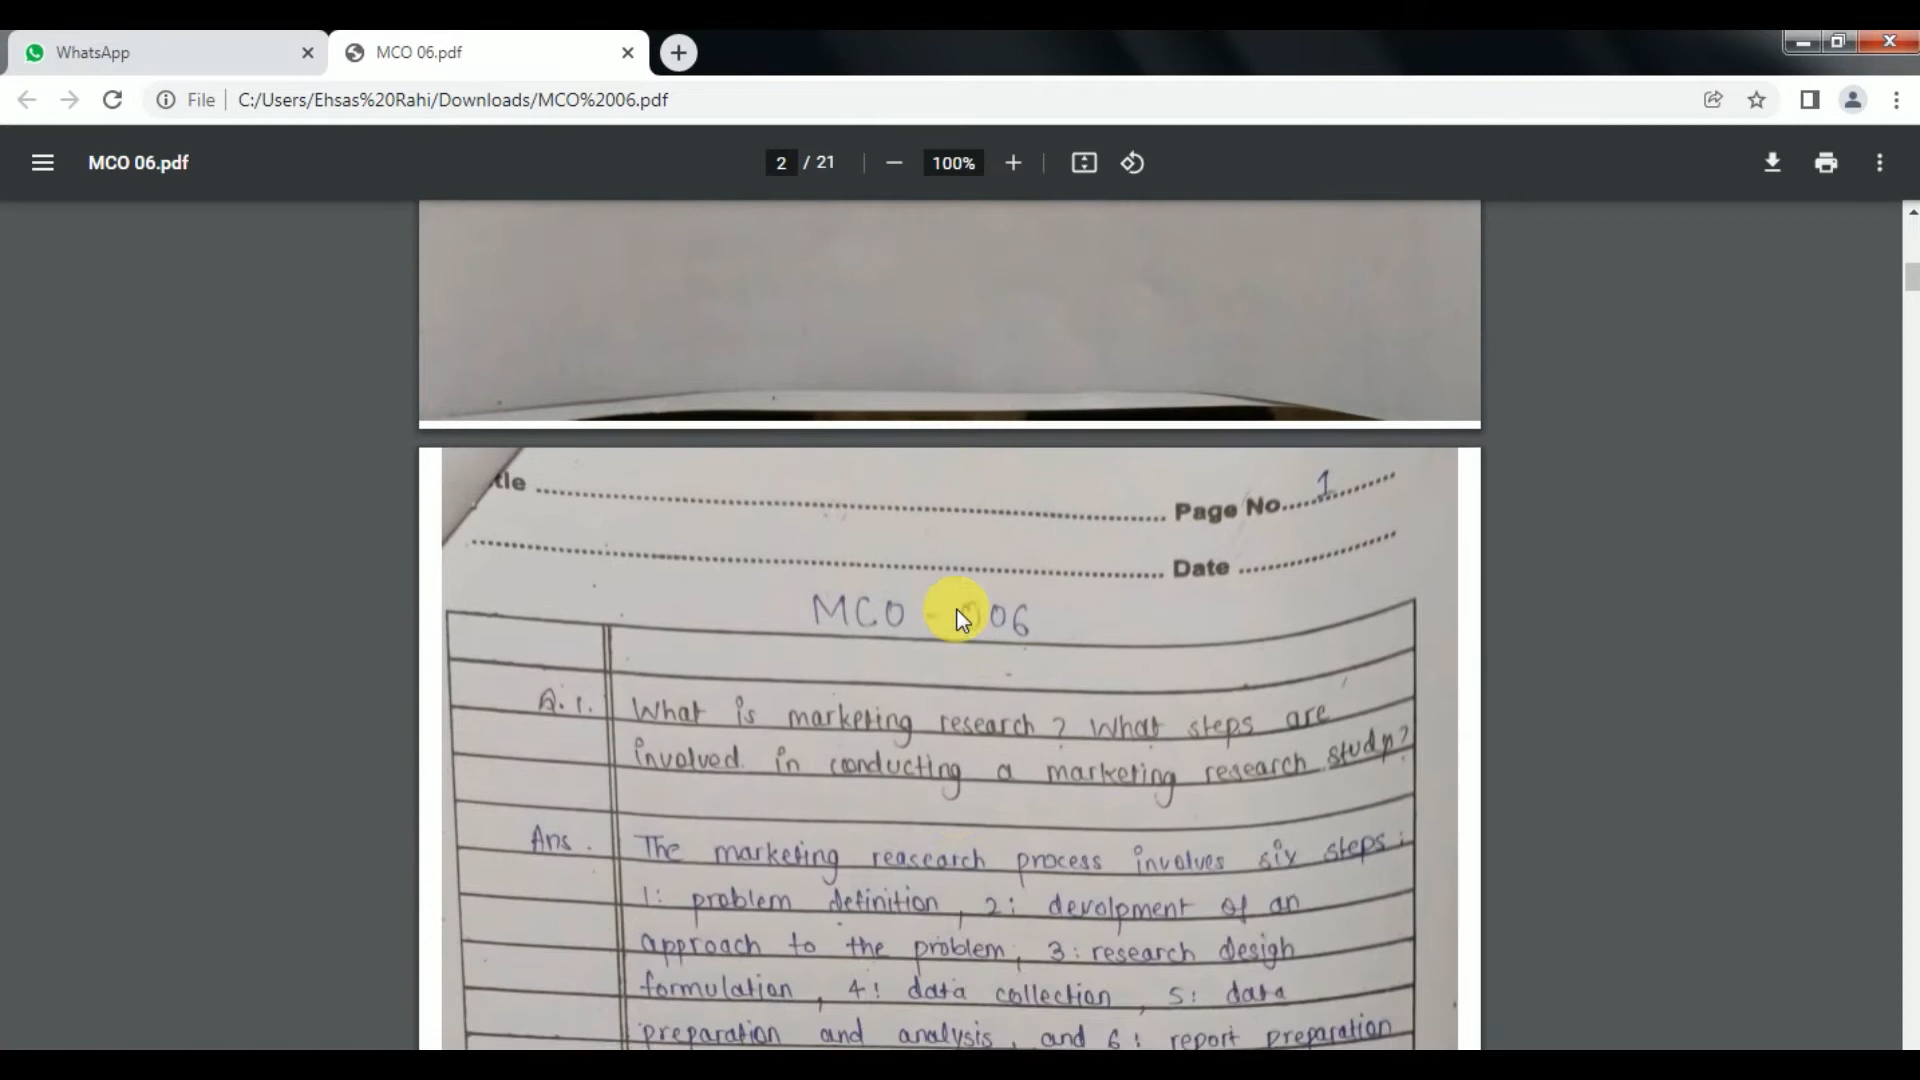 WhatsApp
MCO 06.pdf
File
C:/Users/Ehsas%20Rahi/Downloads/MCO%2006.pdf
MCO 06.pdf
2 / 21
100%
tle
Page No. 1
Date
MCO - 06
Q.1. What is marketing research? What steps are
involved in conducting a marketing research study?
Ans. The marketing reasearch process involves six steps:
1: problem definition, 2: devolpment of an
approach to the problem, 3: research design
formulation, 4: data collection, 5: data
preparation and analysis, and 6: report preparation